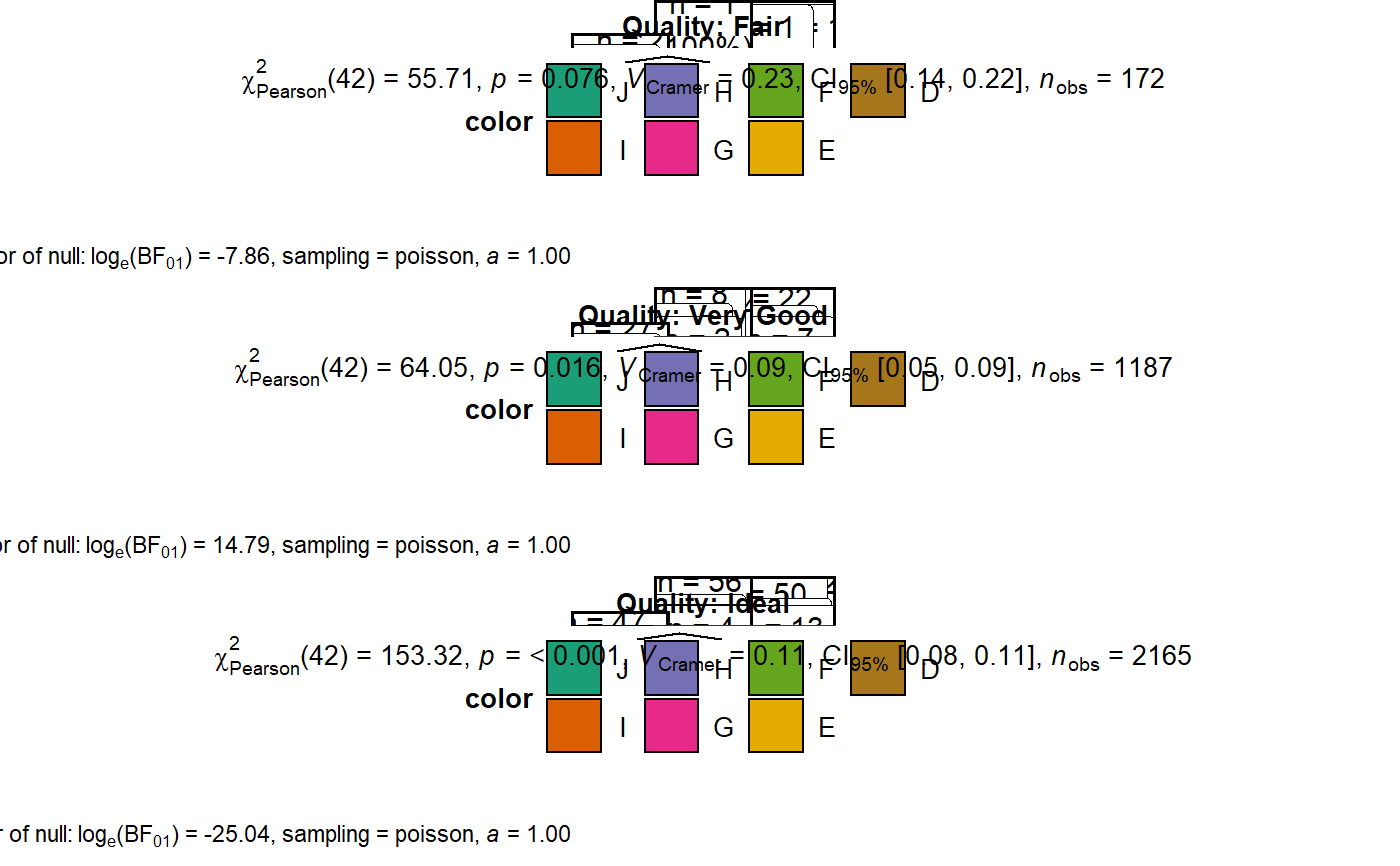 n = 1
Quality: Fair
100%)
χ²Pearson(42) = 55.71, p = 0.076, V Cramer = 0.23, CI95% [0.14, 0.22], nobs = 172
J H F D
color
I G E
or of null: loge(BF01) = -7.86, sampling = poisson, a = 1.00
n = 8 = 22
Quality: Very Good
χ²Pearson(42) = 64.05, p = 0.016, V Cramer = 0.09, CI95% [0.05, 0.09], nobs = 1187
J H F D
color
I G E
or of null: loge(BF01) = 14.79, sampling = poisson, a = 1.00
n = 56 = 50
Quality: Ideal
χ²Pearson(42) = 153.32, p = < 0.001, V Cramer = 0.11, CI95% [0.08, 0.11], nobs = 2165
J H F D
color
I G E
r of null: loge(BF01) = -25.04, sampling = poisson, a = 1.00